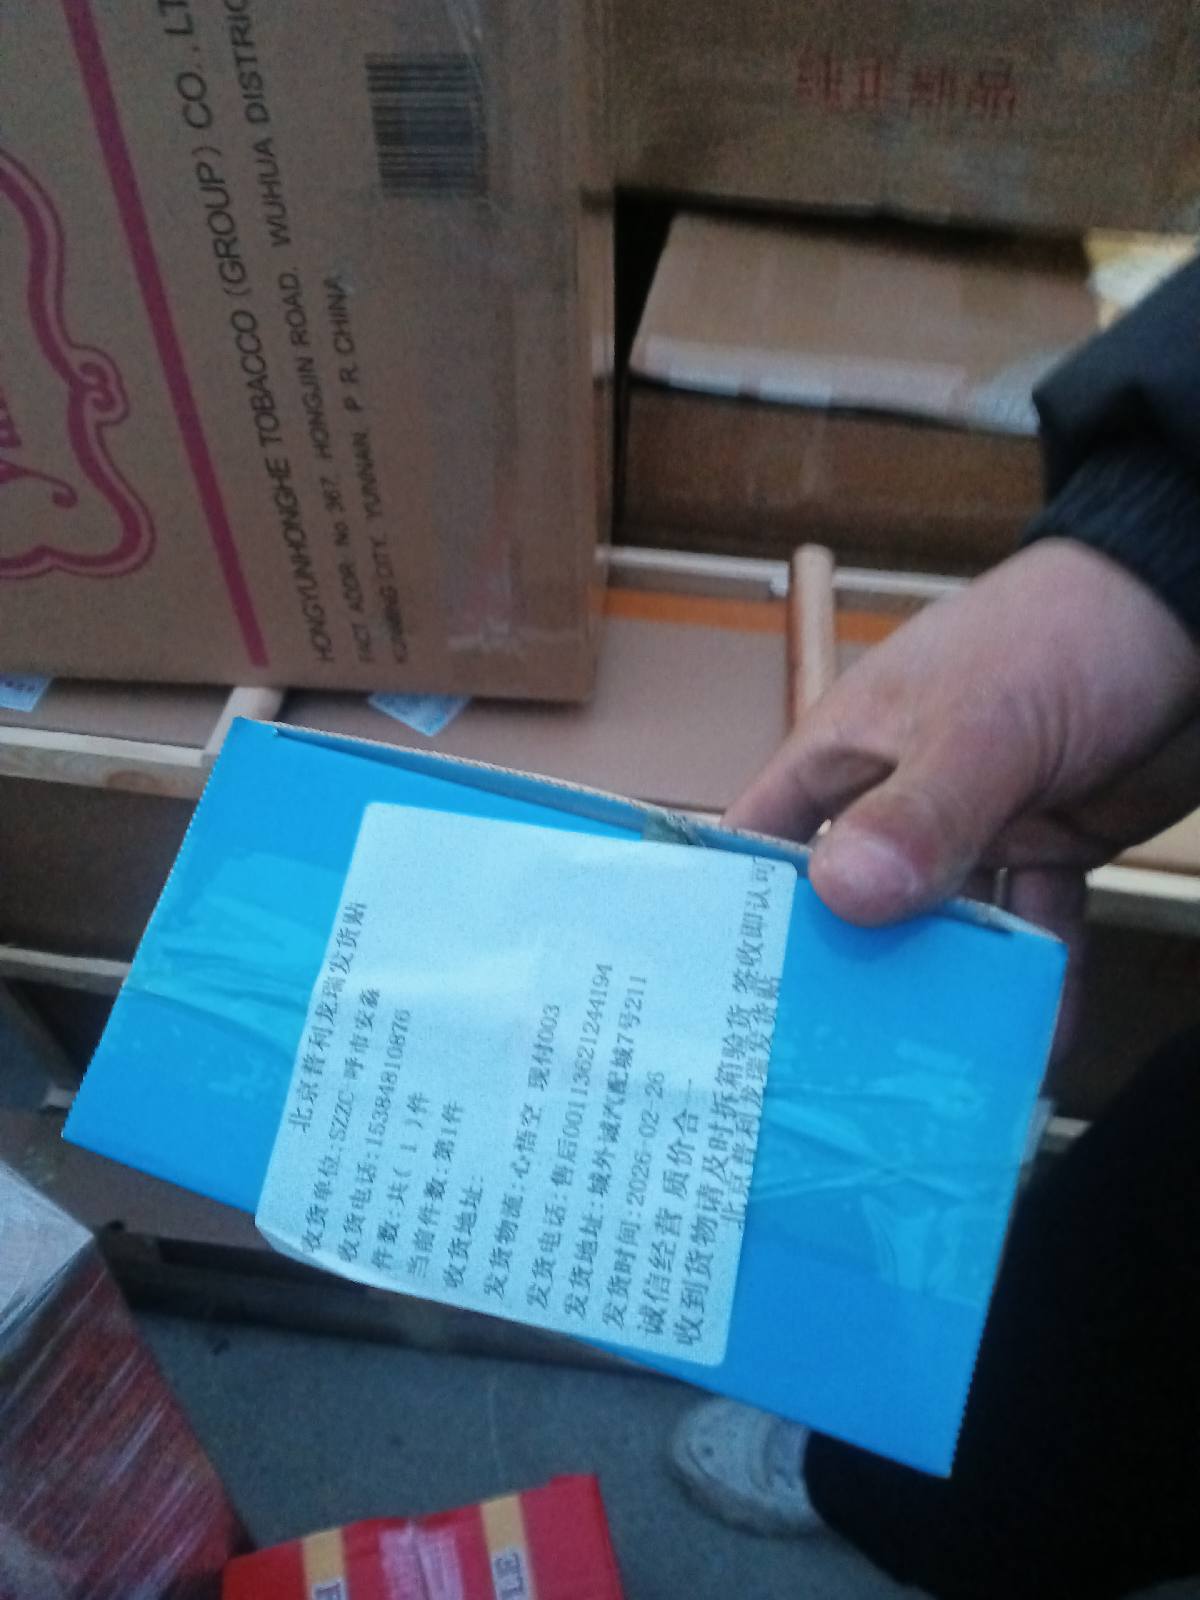 CO., LT
HONGYUNHONGHE TOBACCO (GROUP)
FACT ADDR: No 367, HONGJIN ROAD, WUHUA DISTRIC
KUNMING CITY, YUNNAN, P R CHINA
北京普利龙瑞发货贴
收货单位:SZZC 呼市安淼
收货电话:15384810876
件数:共( 1 )件
当前件数:第1件
收货地址:
发货物流:心悟空 现付003
发货电话:售后00113621244194
发货地址:城外诚汽配城7号211
发货时间:2026-02-26
诚信经营 质价合一
收到货物请及时拆箱验货 签收即认可
北京普利龙瑞发货贴
LE